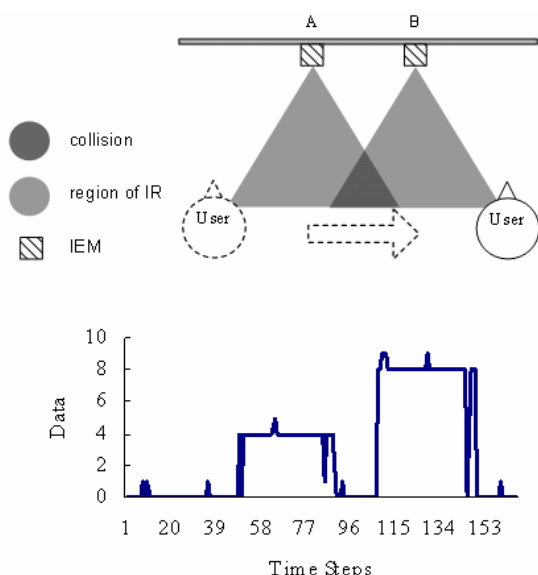 A B
collision
region of IR
IEM
User
User
10
8
6
4
2
0
Data
1 20 39 58 77 96 115 134 153
Time Steps